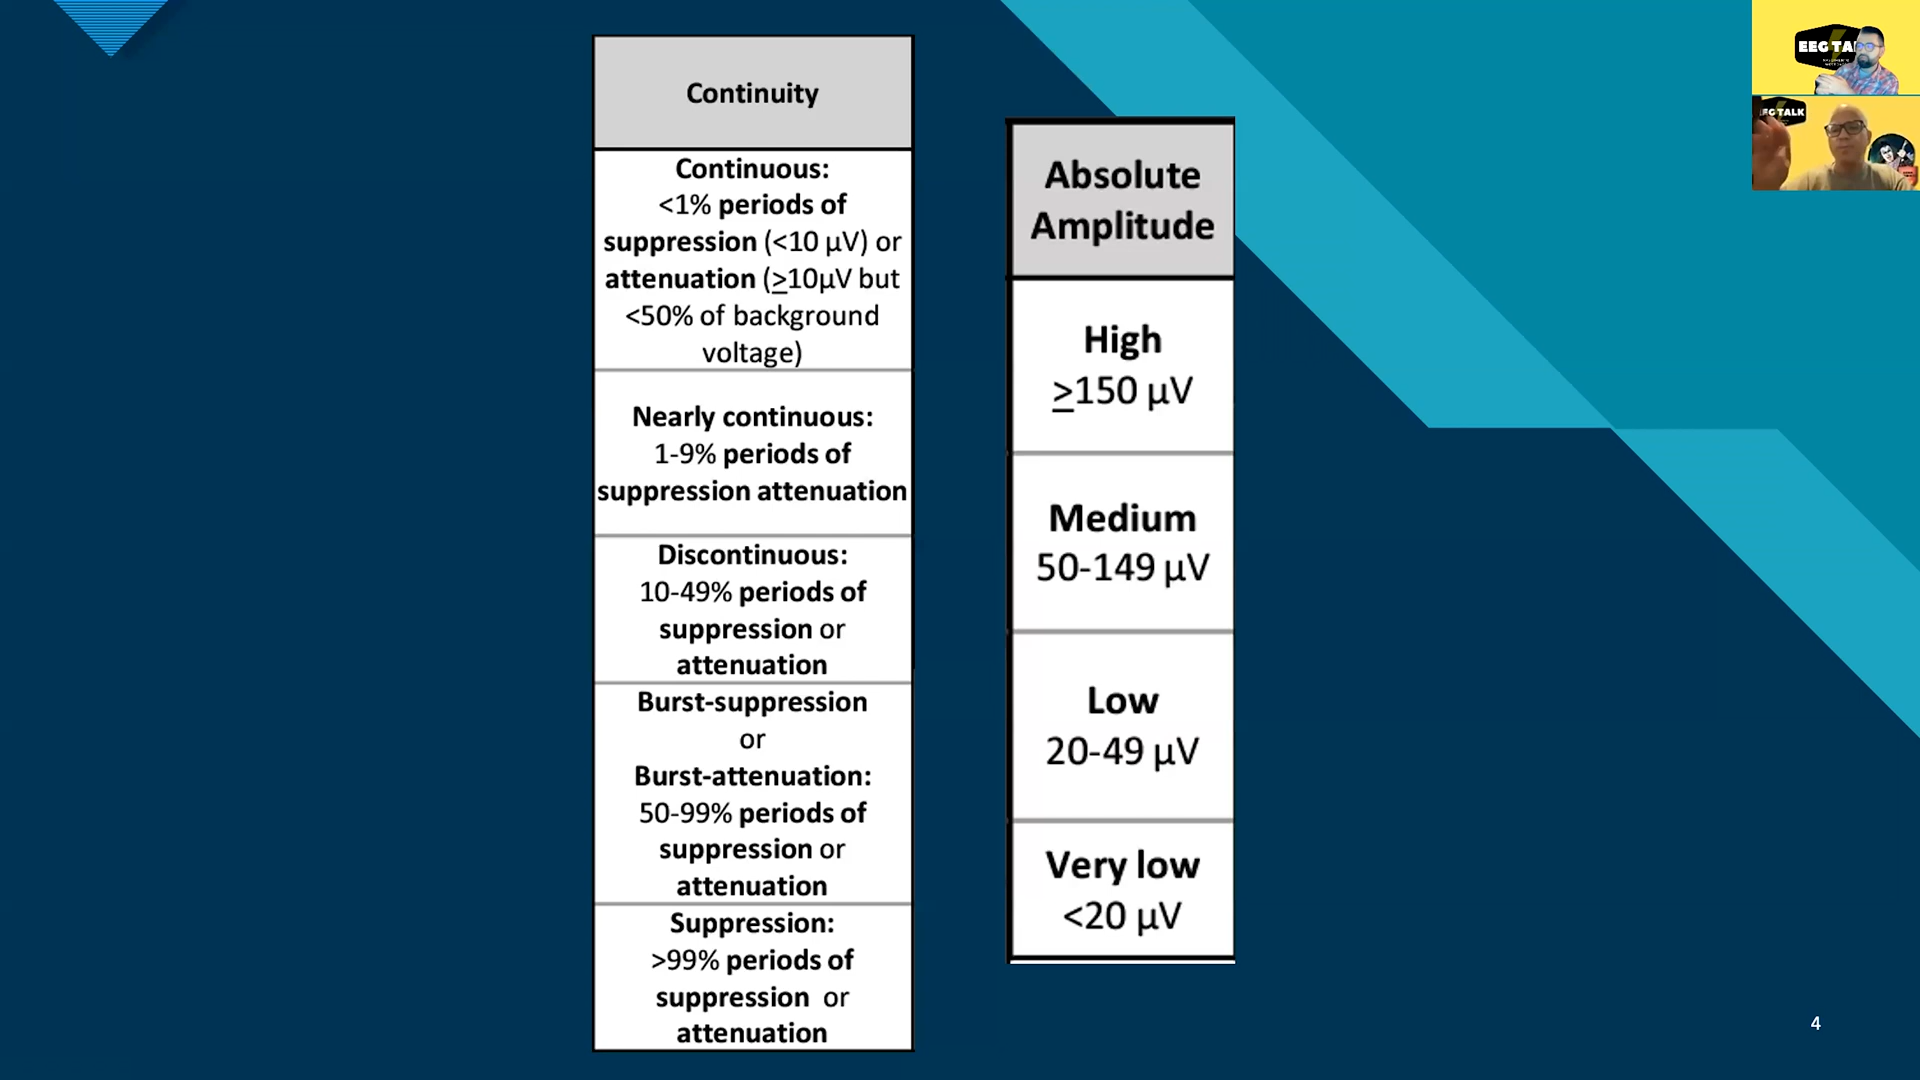 Continuity
Continuous:
<1% periods of
suppression (<10 µV) or
attenuation (≥10µV but
<50% of background
voltage)
Nearly continuous:
1-9% periods of
suppression attenuation
Discontinuous:
10-49% periods of
suppression or
attenuation
Burst-suppression
or
Burst-attenuation:
50-99% periods of
suppression or
attenuation
Suppression:
>99% periods of
suppression or
attenuation
Absolute
Amplitude
High
≥150 µV
Medium
50-149 µV
Low
20-49 µV
Very low
<20 µV
EEG TA
EG TALK
4